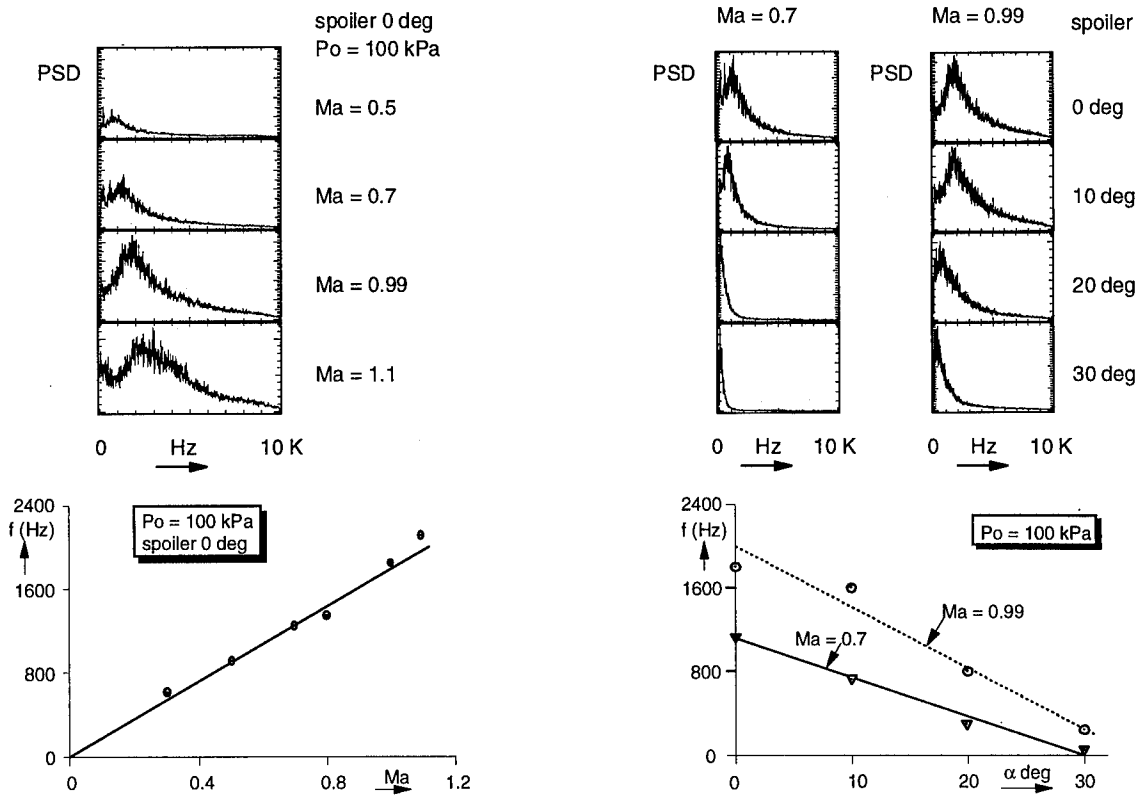 spoiler 0 deg
Po = 100 kPa
PSD
Ma = 0.5
Ma = 0.7
Ma = 0.99
Ma = 1.1
0 Hz 10 K
Ma = 0.7 Ma = 0.99 spoiler
PSD PSD
0 deg
10 deg
20 deg
30 deg
0 Hz 10 K 0 Hz 10 K
2400
f (Hz)
Po = 100 kPa
spoiler 0 deg
1600
800
0
0 0.4 Ma 0.8 1.2
2400
f (Hz)
Po = 100 kPa
1600
Ma = 0.99
Ma = 0.7
800
0
0 10 20 α deg 30